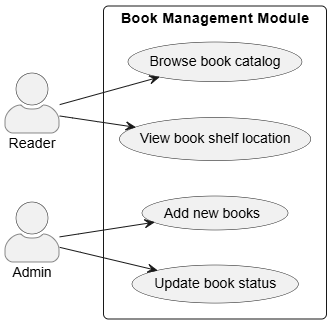 Book Management Module
Browse book catalog
Reader
View book shelf location
Add new books
Admin
Update book status